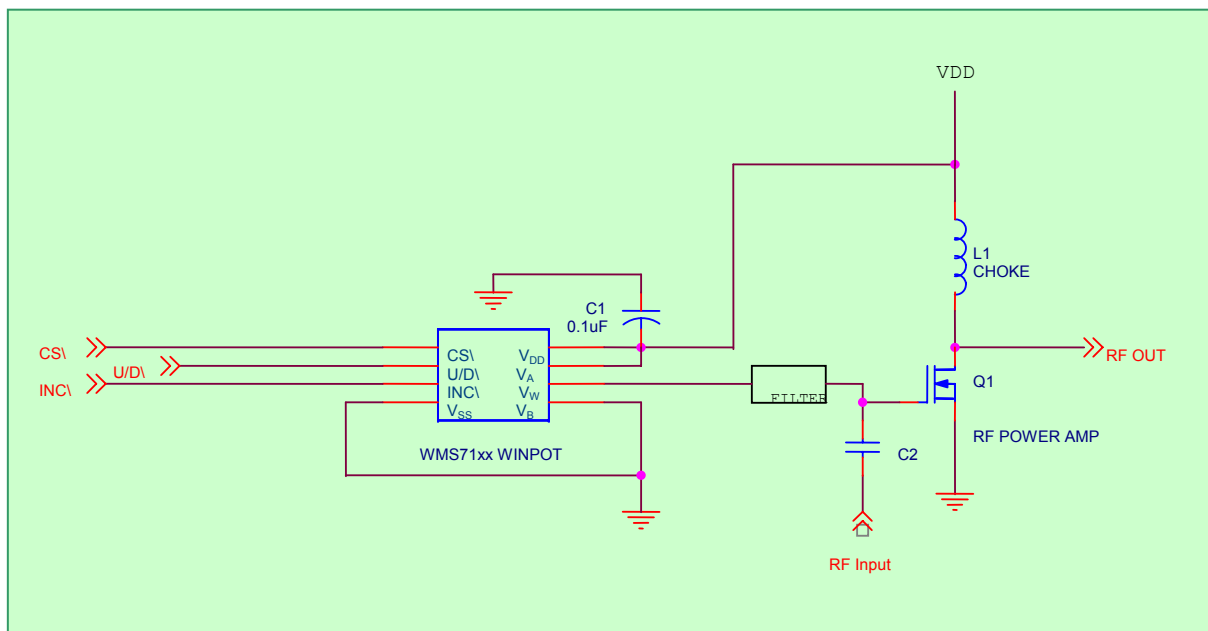 VDD
L1
CHOKE
C1
0.1uF
CS\
U/D\
INC\
CS\
U/D\
INC\
VSS
VDD
VA
VW
VB
WMS71xx WINPOT
FILTER
C2
RF Input
Q1
RF POWER AMP
RF OUT